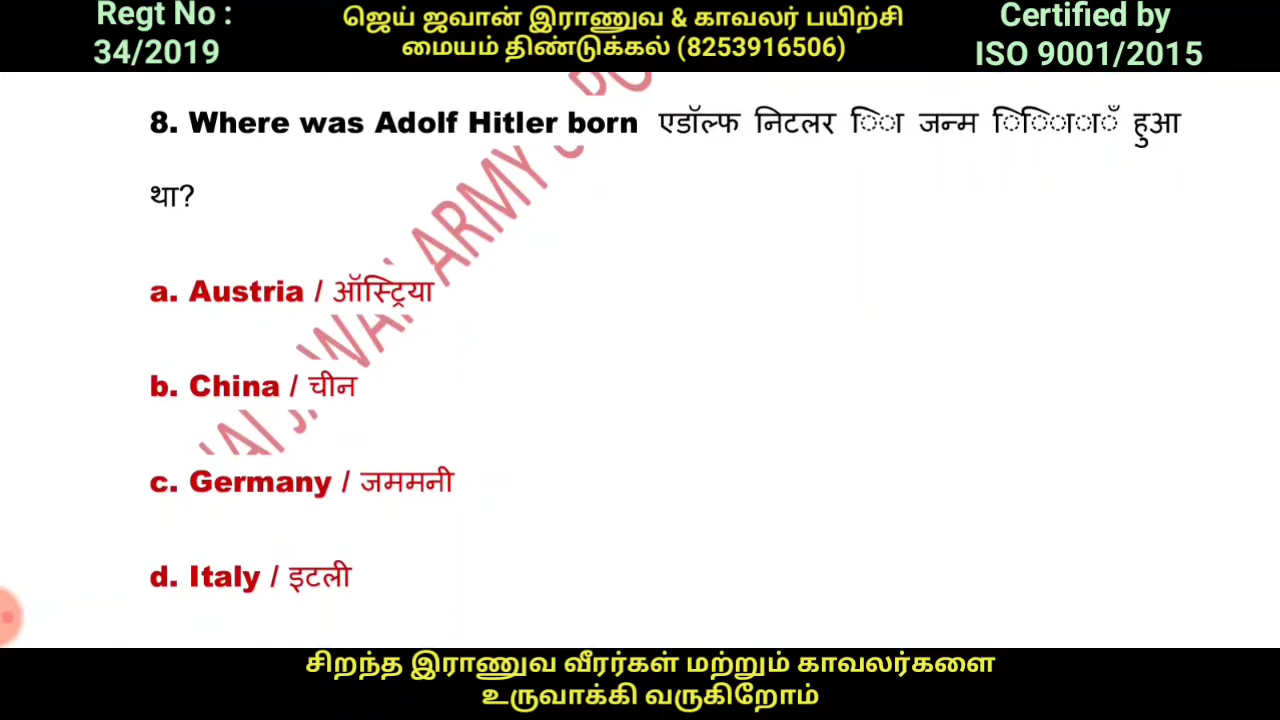 Regt No :
34/2019
ஜெய் ஜவான் இராணுவ & காவலர் பயிற்சி
மையம் திண்டுக்கல் (8253916506)
Certified by
ISO 9001/2015
8. Where was Adolf Hitler born एडॉल्फ निटलर जन्म हुआ
था?
a. Austria / ऑस्ट्रिया
b. China / चीन
c. Germany / जममनी
d. Italy / इटली
சிறந்த இராணுவ வீரர்கள் மற்றும் காவலர்களை
உருவாக்கி வருகிறோம்